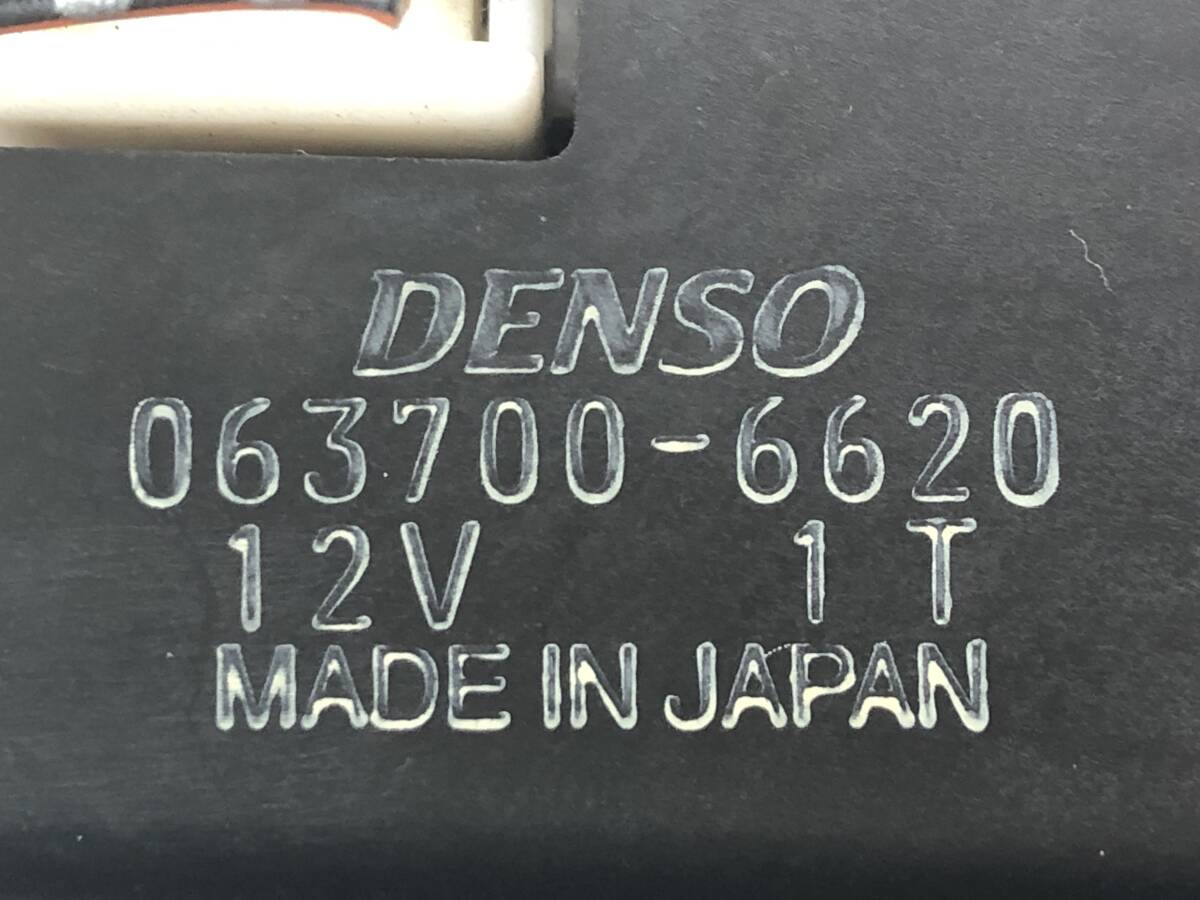 DENSO
063700-6620
12V 1T
MADE IN JAPAN